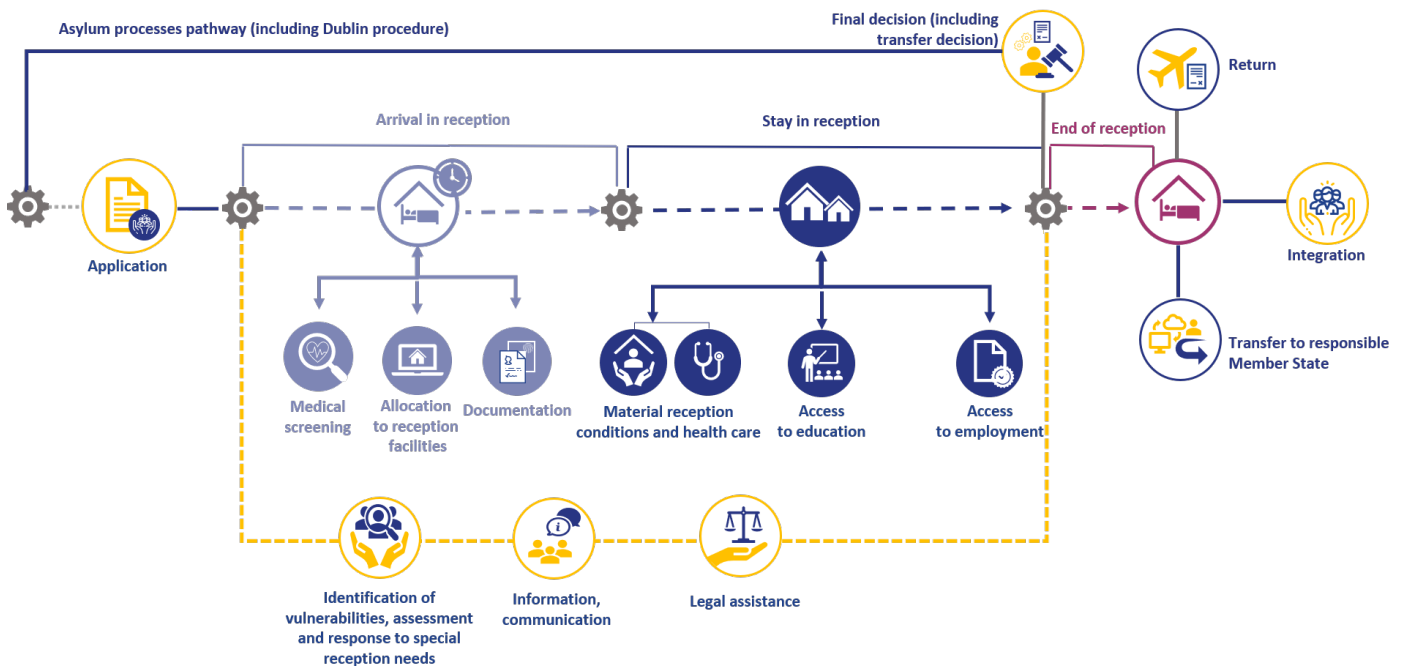 Asylum processes pathway (including Dublin procedure)
Final decision (including
transfer decision)
Return
Arrival in reception
Stay in reception
End of reception
Application
Integration
Transfer to responsible
Member State
Medical
screening
Allocation
to reception
facilities
Documentation
Material reception
conditions and health care
Access
to education
Access
to employment
Identification of
vulnerabilities, assessment
and response to special
reception needs
Information,
communication
Legal assistance